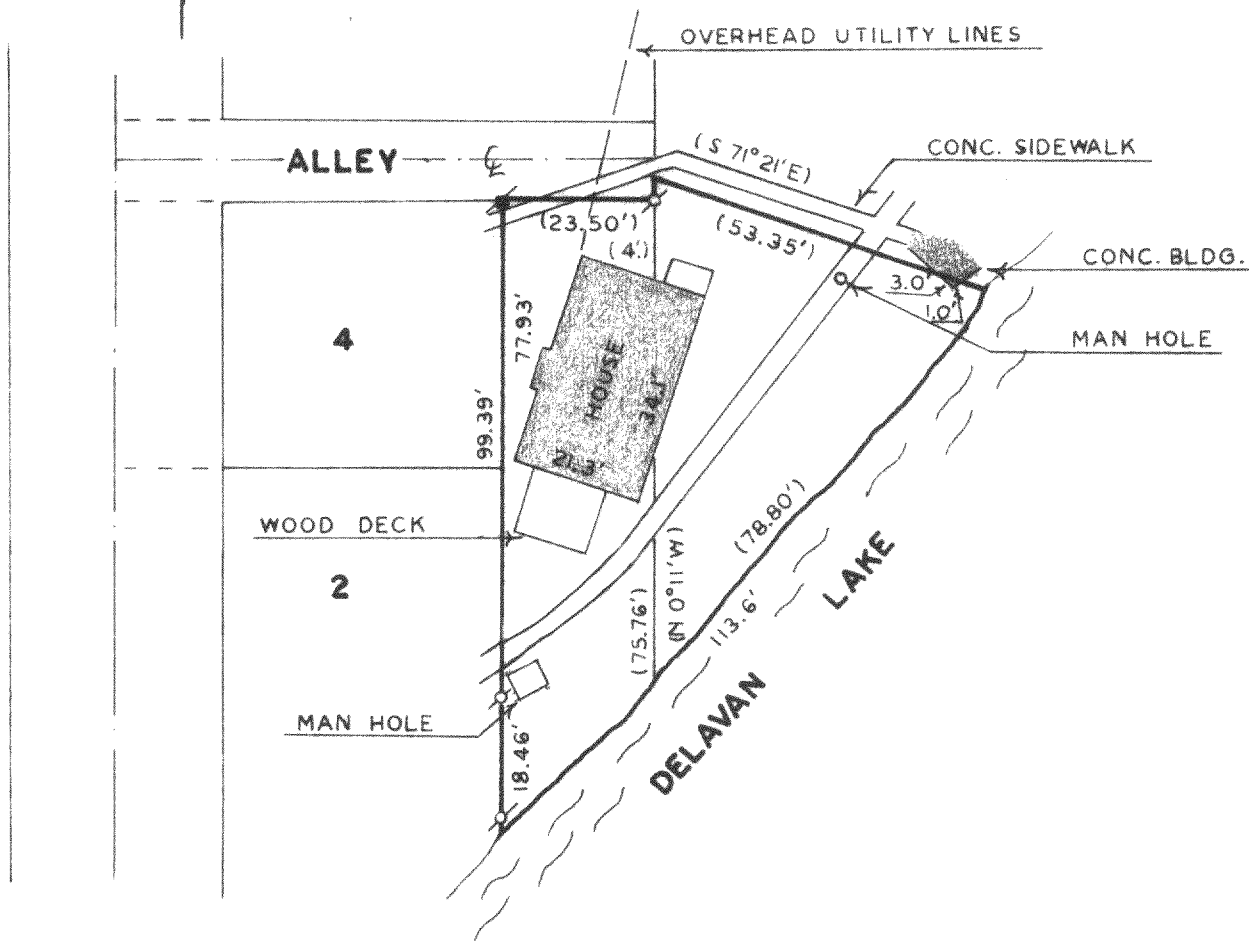 OVERHEAD UTILITY LINES
ALLEY
(S 71°21'E)
CONC. SIDEWALK
(23.50')
(53.35')
(4')
CONC. BLDG.
3.0'
1.0'
MAN HOLE
77.93'
HOUSE
34.1'
4
99.39'
21.3'
WOOD DECK
(78.80')
LAKE
2
(N 0°11'W)
(75.76')
113.6'
MAN HOLE
18.46'
DELAVAN